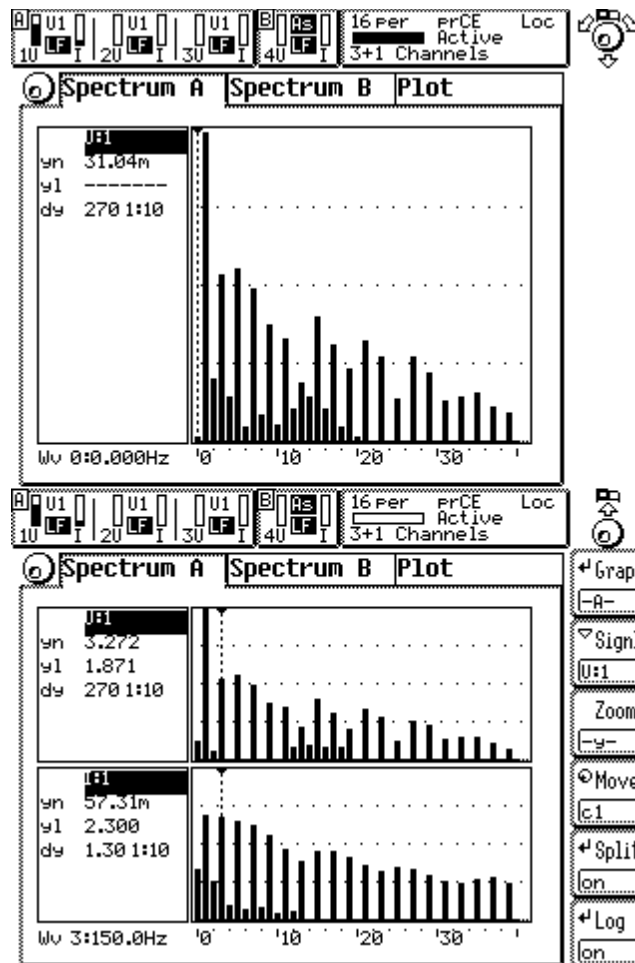 A U1 U1 U1 B As 16 per prCE Loc
LF LF LF LF Active
1U I 2U I 3U I 4U I 3+1 Channels
Spectrum A Spectrum B Plot
U:1
yn 31.04m
yl -------
dy 270 1:10
Wv 0:0.000Hz '0 '10 '20 '30 '
A U1 U1 U1 B As 16 per prCE Loc
LF LF LF LF Active
1U I 2U I 3U I 4U I 3+1 Channels
Spectrum A Spectrum B Plot
Grap
-A-
U:1
yn 3.272
yl 1.871
dy 270 1:10
Sign
U:1
Zoom
-y-
I:1
yn 57.31m
yl 2.300
dy 1.30 1:10
Move
c1
Split
on
Log
on
Wv 3:150.0Hz '0 '10 '20 '30 '